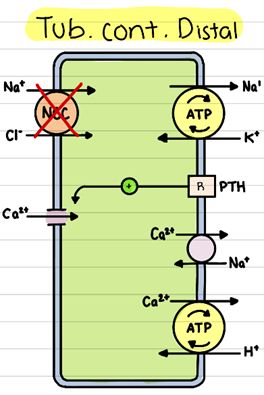 Tub. cont. Distal
Na⁺
Na⁺
NCC
ATP
Cl⁻
K⁺
+
R
PTH
Ca²⁺
Ca²⁺
Na⁺
Ca²⁺
ATP
H⁺